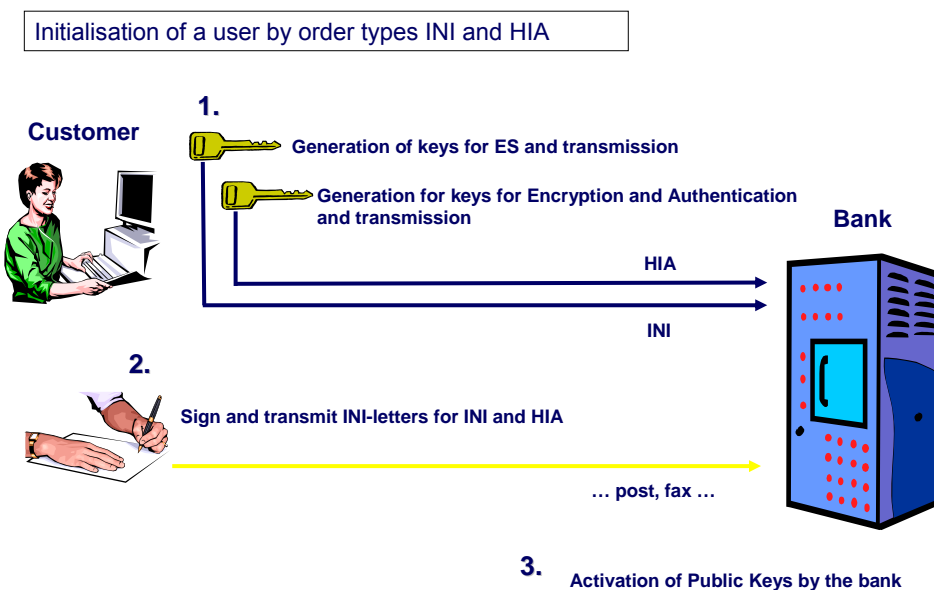 Initialisation of a user by order types INI and HIA
1.
Customer
Generation of keys for ES and transmission
Generation for keys for Encryption and Authentication
and transmission
Bank
HIA
INI
2.
Sign and transmit INI-letters for INI and HIA
… post, fax …
3.
Activation of Public Keys by the bank